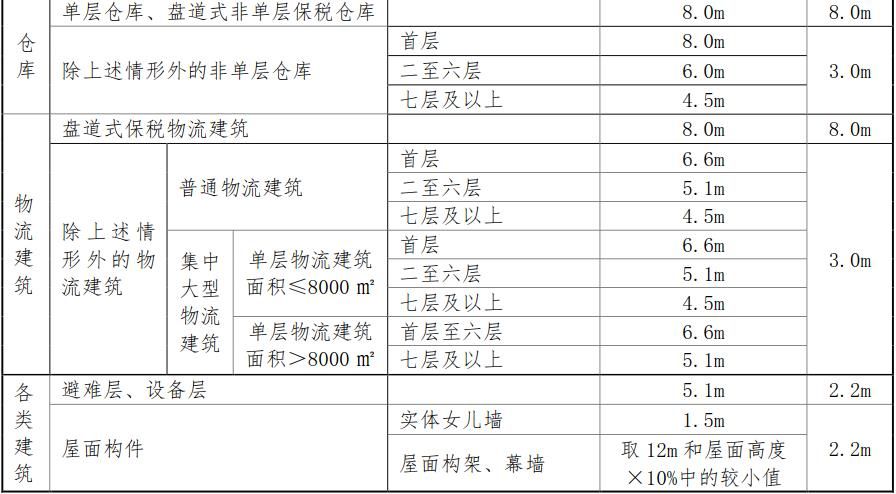 仓库
单层仓库、盘道式非单层保税仓库 8.0m 8.0m
除上述情形外的非单层仓库
首层 8.0m
二至六层 6.0m
3.0m
七层及以上 4.5m
物流建筑
盘道式保税物流建筑 8.0m 8.0m
除上述情
形外的物
流建筑
普通物流建筑
首层 6.6m
二至六层 5.1m
七层及以上 4.5m
集中
大型
物流
建筑
单层物流建筑
面积≤8000 ㎡
首层 6.6m
二至六层 5.1m
七层及以上 4.5m
单层物流建筑
面积＞8000 ㎡
首层至六层 6.6m
七层及以上 5.1m
3.0m
各类建筑
避难层、设备层 5.1m 2.2m
屋面构件
实体女儿墙 1.5m
屋面构架、幕墙
取 12m 和屋面高度
×10%中的较小值
2.2m